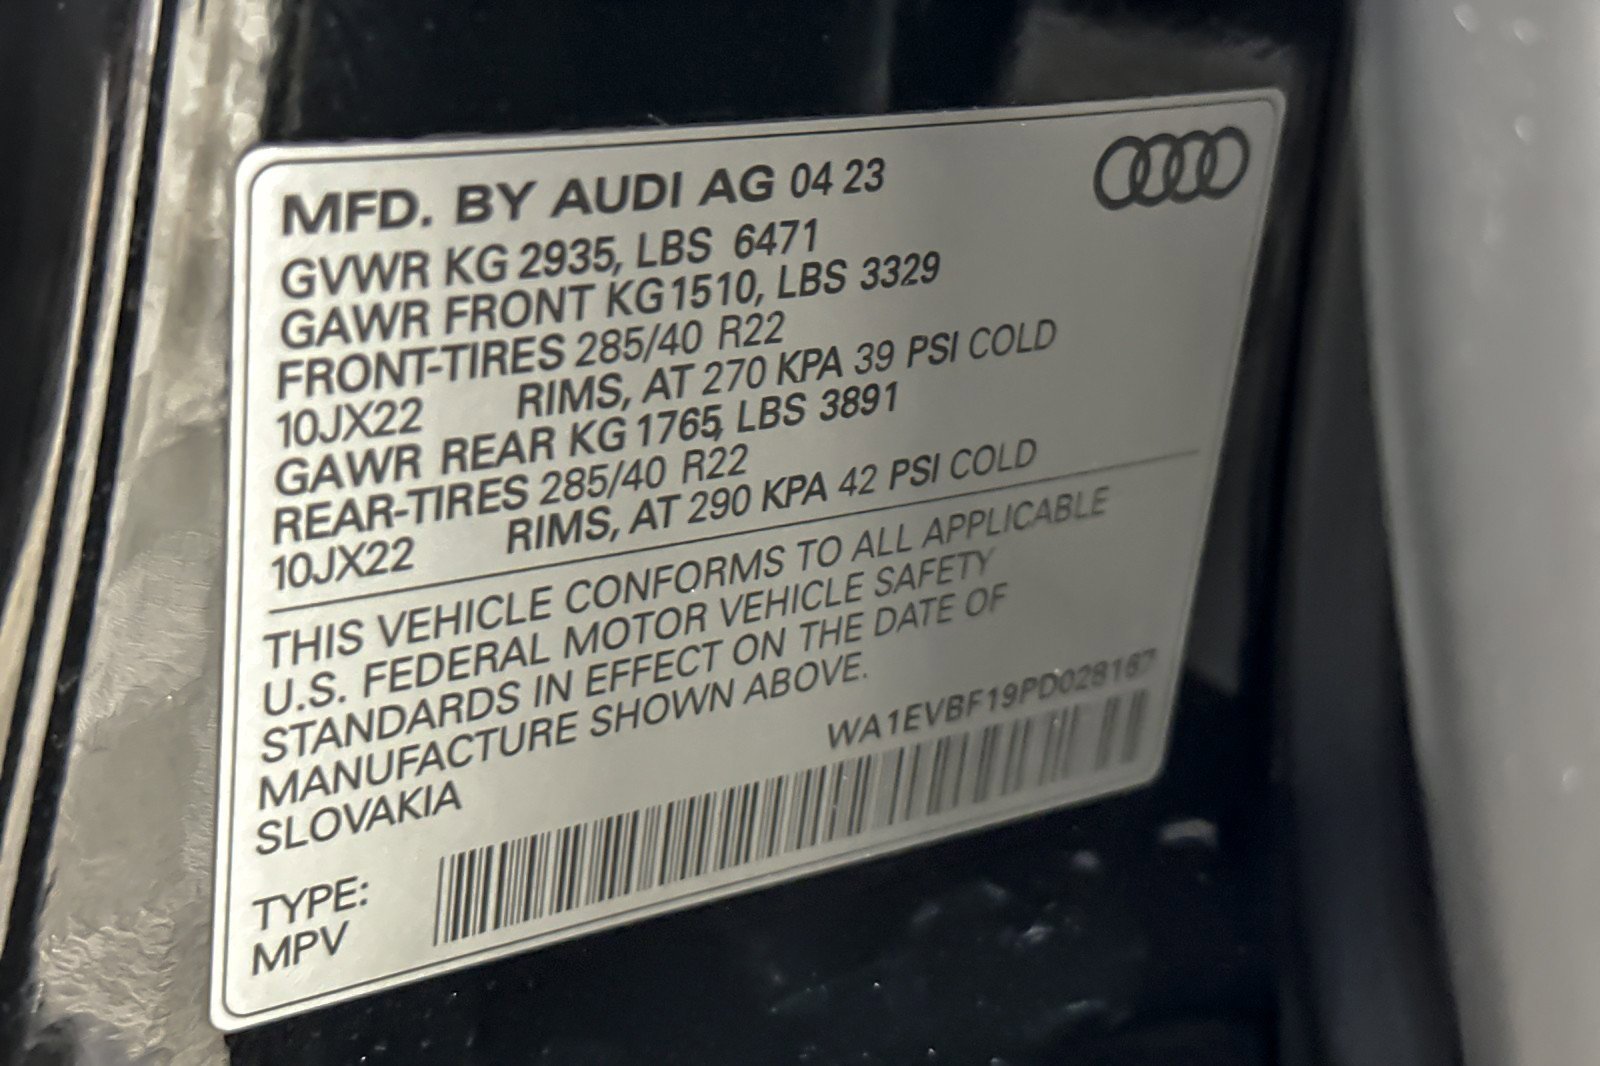 MFD. BY AUDI AG 04 23
GVWR KG 2935, LBS 6471
GAWR FRONT KG 1510, LBS 3329
FRONT-TIRES 285/40 R22
10JX22 RIMS, AT 270 KPA 39 PSI COLD
GAWR REAR KG 1765, LBS 3891
REAR-TIRES 285/40 R22
10JX22 RIMS, AT 290 KPA 42 PSI COLD
THIS VEHICLE CONFORMS TO ALL APPLICABLE
U.S. FEDERAL MOTOR VEHICLE SAFETY
STANDARDS IN EFFECT ON THE DATE OF
MANUFACTURE SHOWN ABOVE.
SLOVAKIA
WA1EVBF19PD028167
TYPE:
MPV